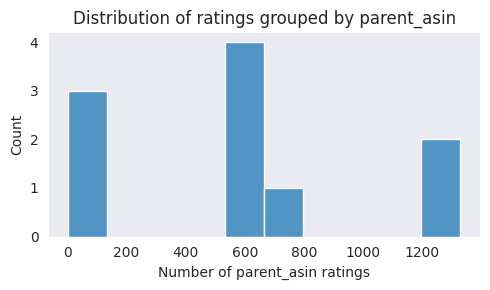 Distribution of ratings grouped by parent_asin
4
3
2
1
0
Count
0 200 400 600 800 1000 1200
Number of parent_asin ratings